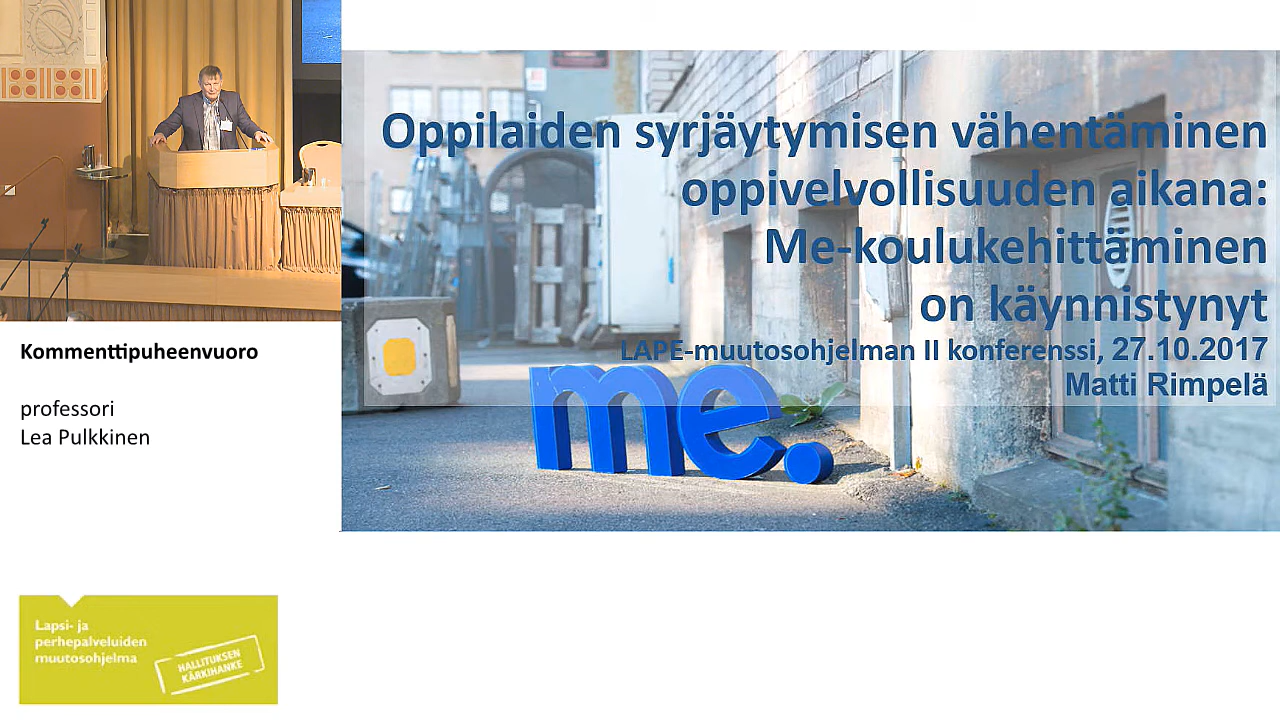 Oppilaiden syrjäytymisen vähentäminen
oppivelvollisuuden aikana:
Me-koulukehittäminen
on käynnistynyt
LAPE-muutosohjelman II konferenssi, 27.10.2017
Matti Rimpelä
me.
Kommenttipuheenvuoro
professori
Lea Pulkkinen
Lapsi- ja
perhepalveluiden
muutosohjelma
HALLITUKSEN
KÄRKIHANKE